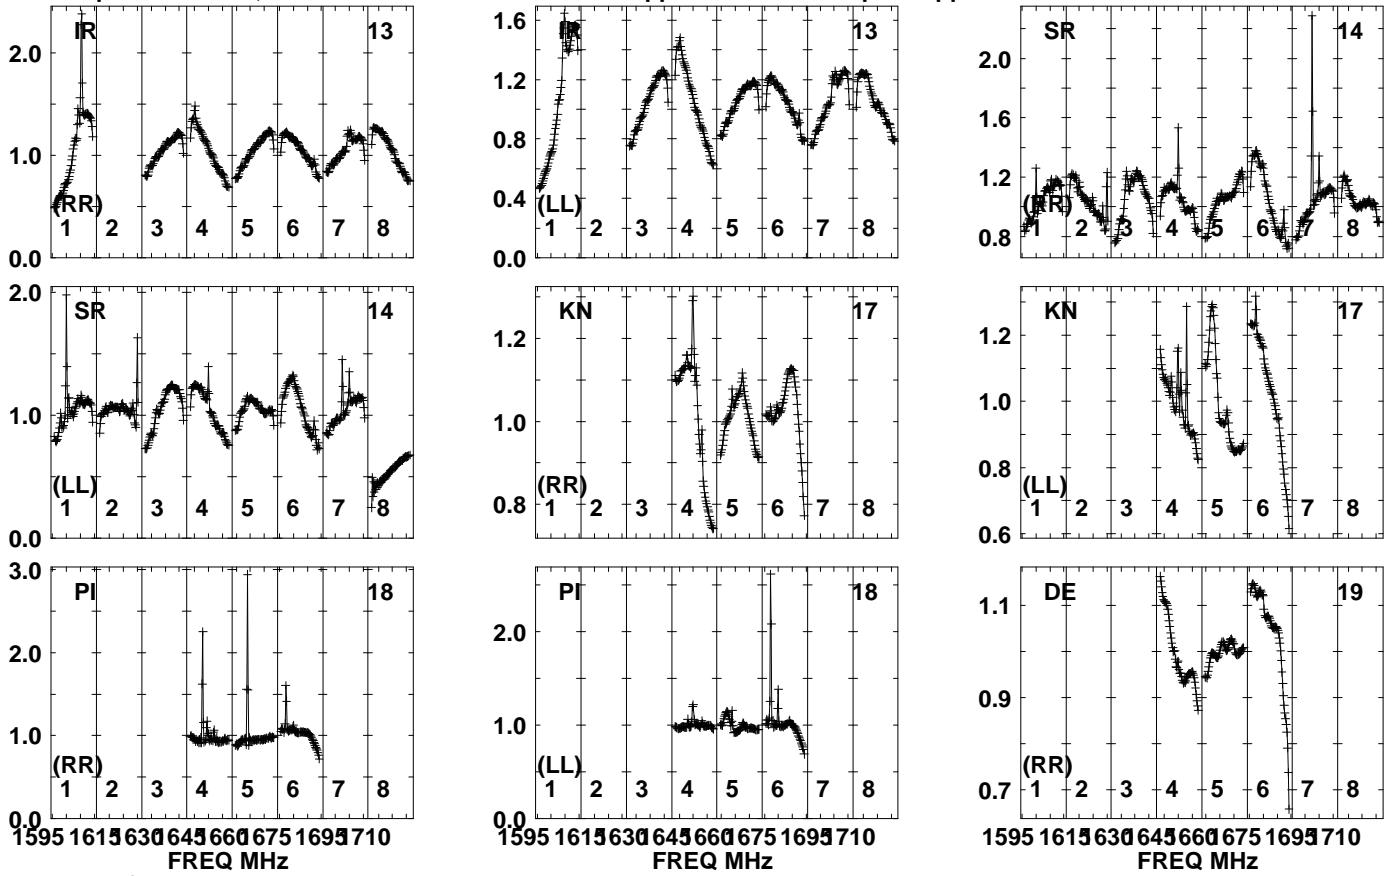 IR 13 IR 13 SR 14
2.0 1.6 2.0
1.2 1.6
1.0 0.8 1.2
(RR) 0.4 (LL) (RR) 0.8
1 2 3 4 5 6 7 8 1 2 3 4 5 6 7 8 1 2 3 4 5 6 7 8
0.0 0.0
SR 14 KN 17 KN 17
2.0 1.2 1.2
1.0 1.0 1.0
(LL) (RR) 0.8 (LL) 0.8
1 2 3 4 5 6 7 8 1 2 3 4 5 6 7 8 1 2 3 4 5 6 7 8
0.0 0.8 0.6
PI 18 PI 18 DE 19
3.0 2.0 1.1
2.0 1.0 0.9
1.0
(RR) (LL) (RR)
1 2 3 4 5 6 7 8 1 2 3 4 5 6 7 8 0.7 1 2 3 4 5 6 7 8
0.0 0.0
1595 1615 1630 1645 1660 1675 1695 1710 1595 1615 1630 1645 1660 1675 1695 1710 1595 1615 1630 1645 1660 1675 1695 1710
FREQ MHz FREQ MHz FREQ MHz